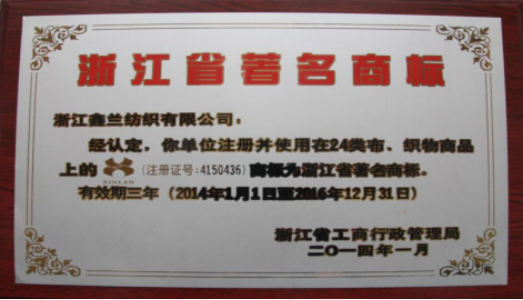 浙江省著名商标
浙江鑫兰纺织有限公司：
经认定，你单位注册并使用在24类布、织物商品
上的 XINLAN (注册证号:4150436) 商标为浙江省著名商标。
有效期三年（2014年1月1日至2016年12月31日）
浙江省工商行政管理局
二〇一四年一月